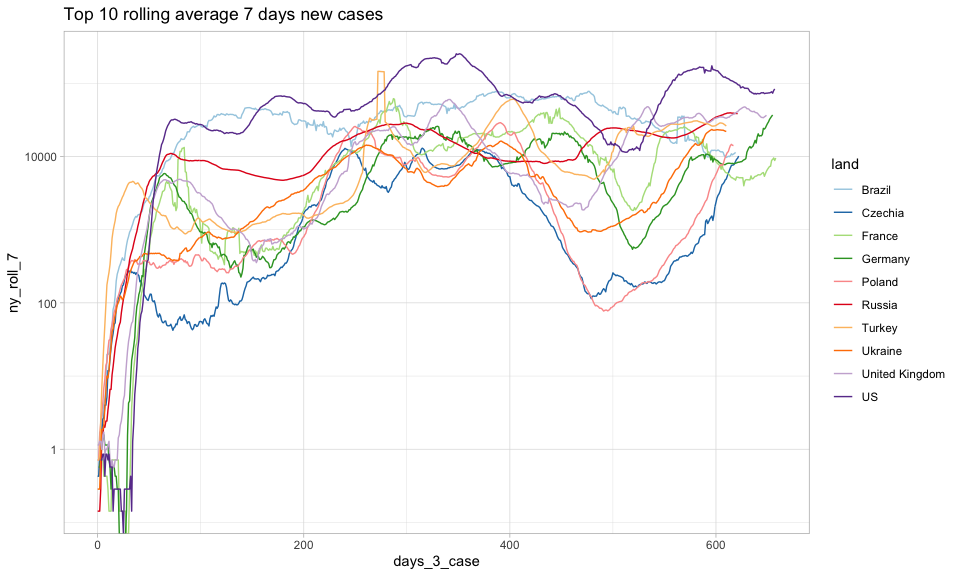 Top 10 rolling average 7 days new cases
ny_roll_7
10000
100
1
0
200
400
600
days_3_case
land
Brazil
Czechia
France
Germany
Poland
Russia
Turkey
Ukraine
United Kingdom
US